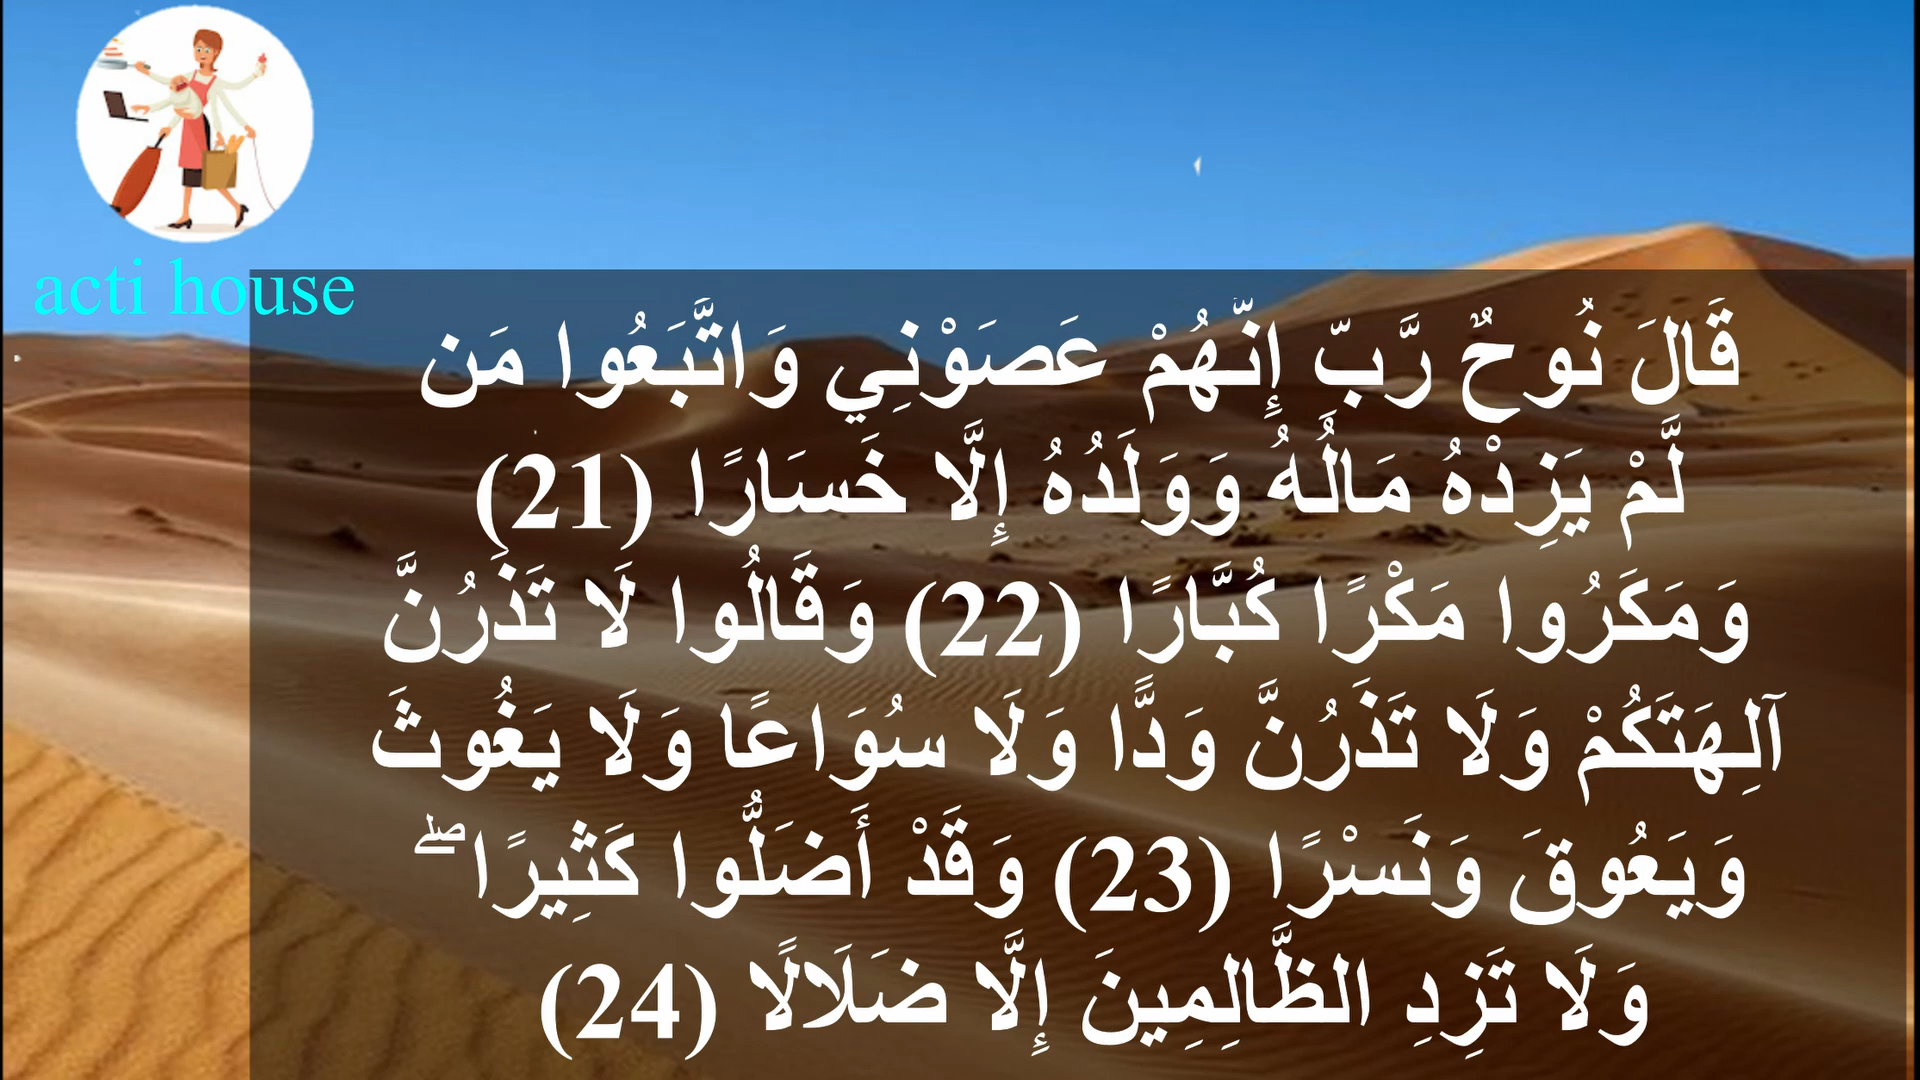 acti house
قَالَ نُوحٌ رَّبِّ إِنَّهُمْ عَصَوْنِي وَاتَّبَعُوا مَن
لَّمْ يَزِدْهُ مَالُهُ وَوَلَدُهُ إِلَّا خَسَارًا (21)
وَمَكَرُوا مَكْرًا كُبَّارًا (22) وَقَالُوا لَا تَذَرُنَّ
آلِهَتَكُمْ وَلَا تَذَرُنَّ وَدًّا وَلَا سُوَاعًا وَلَا يَغُوثَ
وَيَعُوقَ وَنَسْرًا (23) وَقَدْ أَضَلُّوا كَثِيرًا ۖ
وَلَا تَزِدِ الظَّالِمِينَ إِلَّا ضَلَالًا (24)